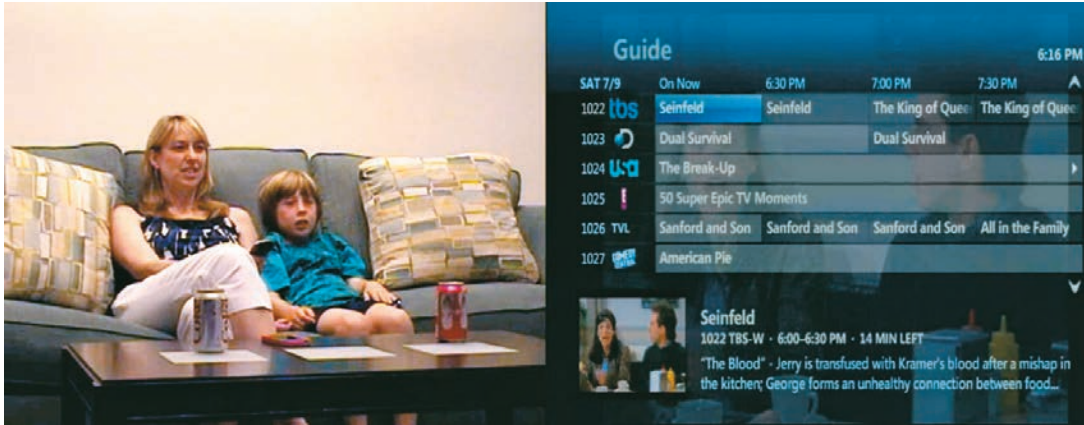 Guide
6:16 PM
SAT 7/9 On Now 6:30 PM 7:00 PM 7:30 PM
1022 tbs Seinfeld Seinfeld The King of Quee The King of Quee
1023 Dual Survival Dual Survival
1024 USA The Break-Up
1025 E 50 Super Epic TV Moments
1026 TVL Sanford and Son Sanford and Son Sanford and Son All in the Family
1027 COMEDY CENTRAL American Pie
Seinfeld
1022 TBS-W · 6:00-6:30 PM · 14 MIN LEFT
"The Blood" - Jerry is transfused with Kramer's blood after a mishap in
the kitchen; George forms an unhealthy connection between food...